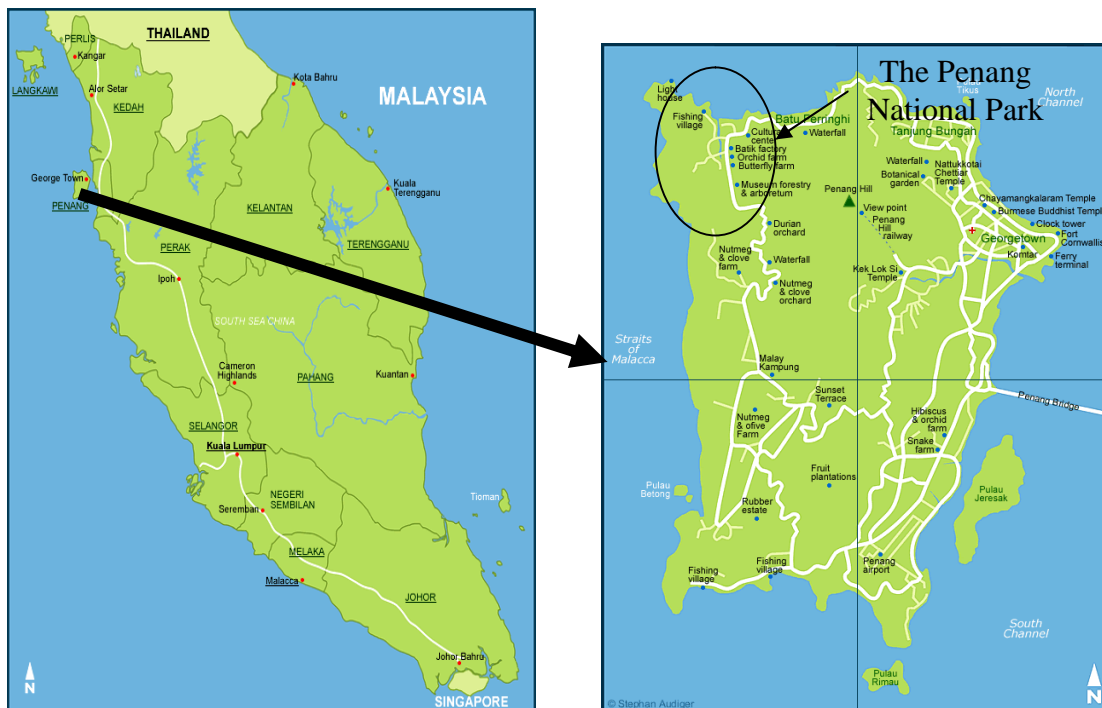 THAILAND
PERLIS
Kangar
LANGKAWI
Alor Setar
KEDAH
Kota Bahru
MALAYSIA
George Town
PENANG
Kuala
Terengganu
KELANTAN
PERAK
TERENGGANU
Ipoh
SOUTH SEA CHINA
Cameron
Highlands
PAHANG
Kuantan
SELANGOR
Kuala Lumpur
Tioman
NEGERI
SEMBILAN
Seremban
MELAKA
Malacca
JOHOR
Johor Bahru
SINGAPORE
N
The Penang
National Park
Light
house
Fishing
village
Tikus
North
Channel
Batu Ferringhi
Tanjung Bungah
Cultura
center
Waterfall
Batik factory
Orchid farm
Butterfly farm
Museum forestry
& arboretum
Waterfall
Botanical
garden
Nattukkotai
Chettiar
Temple
Penang Hill
View point
Penang
Hill
railway
Chayamangkalaram Temple
Burmese Buddhist Temple
Clock tower
Fort
Cornwallis
Georgetown
Komtar
Ferry
terminal
Durian
orchard
Nutmeg
& clove
farm
Waterfall
Nutmeg
& clove
orchard
Kek Lok Si
Temple
Straits
of
Malacca
Malay
Kampung
Sunset
Terrace
Penang Bridge
Nutmeg
& ofive
Farm
Hibiscus
& orchid
farm
Snake
farm
Fruit
plantations
Pulau
Betong
Rubber
estate
Pulau
Jeresak
Penang
airport
Fishing
village
Fishing
village
South
Channel
Pulau
Rimau
N
© Stephan Audiger